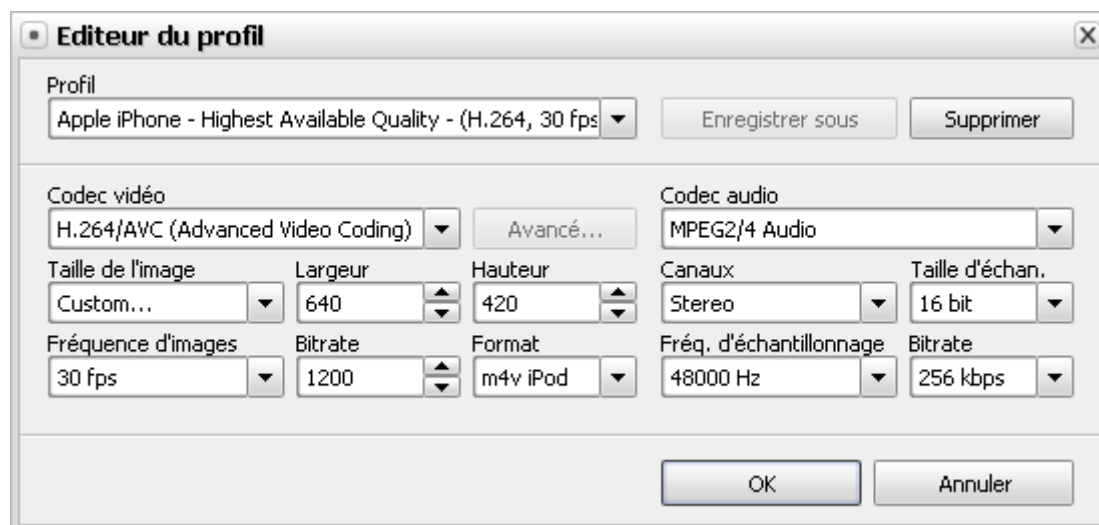 Editeur du profil
Profil
Apple iPhone - Highest Available Quality - (H.264, 30 fps
Enregistrer sous
Supprimer
Codec vidéo
Codec audio
H.264/AVC (Advanced Video Coding)
Avancé...
MPEG2/4 Audio
Taille de l'image
Largeur
Hauteur
Canaux
Taille d'échan.
Custom...
640
420
Stereo
16 bit
Fréquence d'images
Bitrate
Format
Fréq. d'échantillonnage
Bitrate
30 fps
1200
m4v iPod
48000 Hz
256 kbps
OK
Annuler